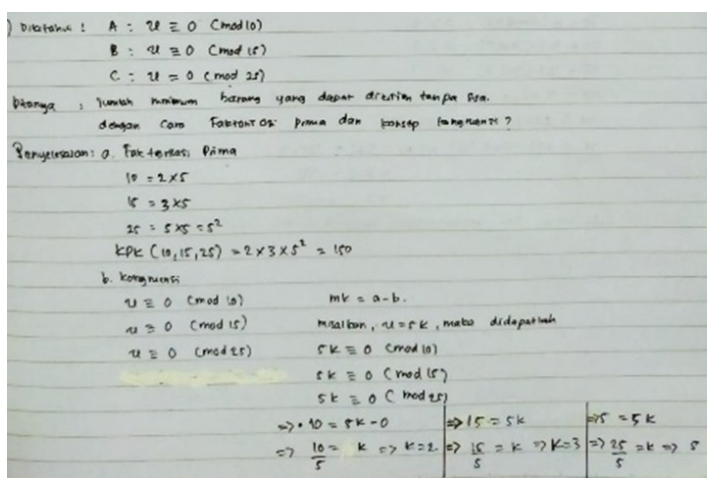 ) Diketahui : A : u ≡ 0 (mod 10)
B : u ≡ 0 (mod 15)
C : u ≡ 0 (mod 25)
Ditanya : Jumlah minimum barang yang dapat dikirim tanpa sisa.
dengan cara Faktorisasi prima dan konsep kongruensi ?
Penyelesaian: a. Faktorisasi Prima
10 = 2 x 5
15 = 3 x 5
25 = 5 x 5 = 5²
KPK (10, 15, 25) = 2 x 3 x 5² = 150
b. Kongruensi
u ≡ 0 (mod 10) mk = a - b.
u ≡ 0 (mod 15) misalkan, u = 5k, maka didapatlah
u ≡ 0 (mod 25) 5k ≡ 0 (mod 10)
5k ≡ 0 (mod 15)
5k ≡ 0 (mod 25)
=> • 10 = 5k - 0 => 15 = 5k =>5 = 5k
=> 10/5 = k => k = 2 => 15/5 = k => k = 3 => 25/5 = k => 5